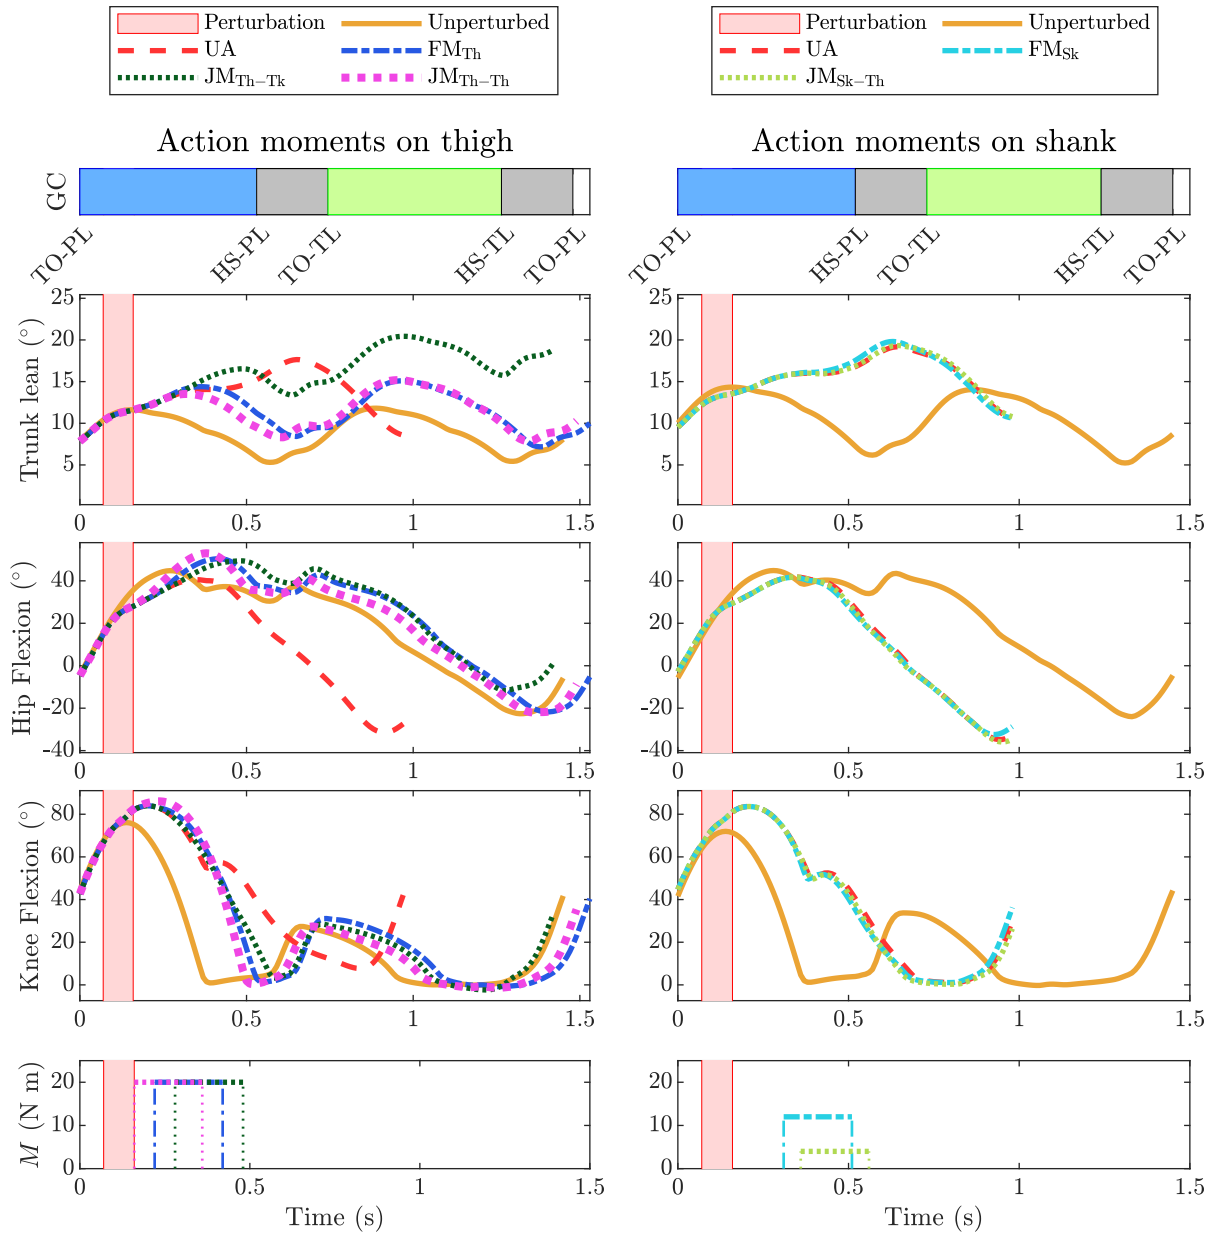 Perturbation Unperturbed
UA FM_Th
JM_Th−Tk JM_Th−Th
Perturbation Unperturbed
UA FM_Sk
JM_Sk−Th
Action moments on thigh
Action moments on shank
GC
TO-PL HS-PL TO-TL HS-TL TO-PL
TO-PL HS-PL TO-TL HS-TL TO-PL
Trunk lean (°)
25
20
15
10
5
0 0.5 1 1.5
25
20
15
10
5
0 0.5 1 1.5
Hip Flexion (°)
40
20
0
-20
-40
0 0.5 1 1.5
40
20
0
-20
-40
0 0.5 1 1.5
Knee Flexion (°)
80
60
40
20
0
0 0.5 1 1.5
80
60
40
20
0
0 0.5 1 1.5
M (N m)
20
10
0
0 0.5 1 1.5
Time (s)
20
10
0
0 0.5 1 1.5
Time (s)